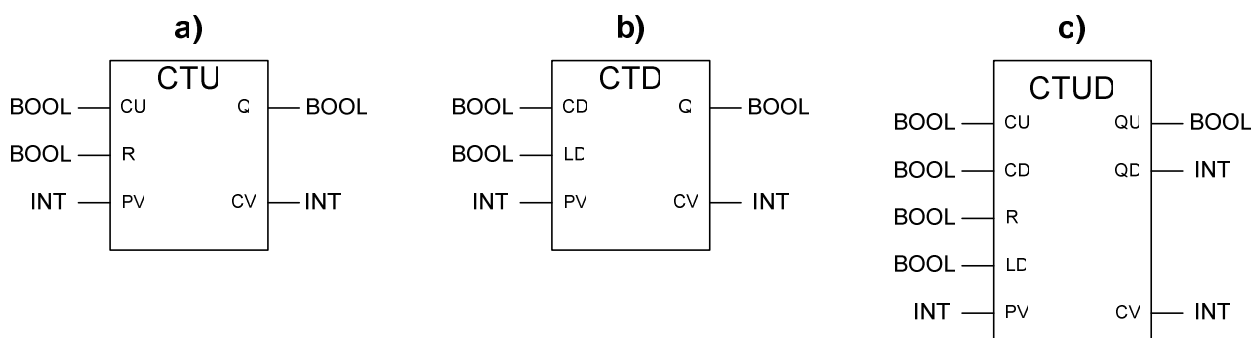 a)
CTU
BOOL CU Q BOOL
BOOL R
INT PV CV INT
b)
CTD
BOOL CD Q BOOL
BOOL LD
INT PV CV INT
c)
CTUD
BOOL CU QU BOOL
BOOL CD QD INT
BOOL R
BOOL LD
INT PV CV INT